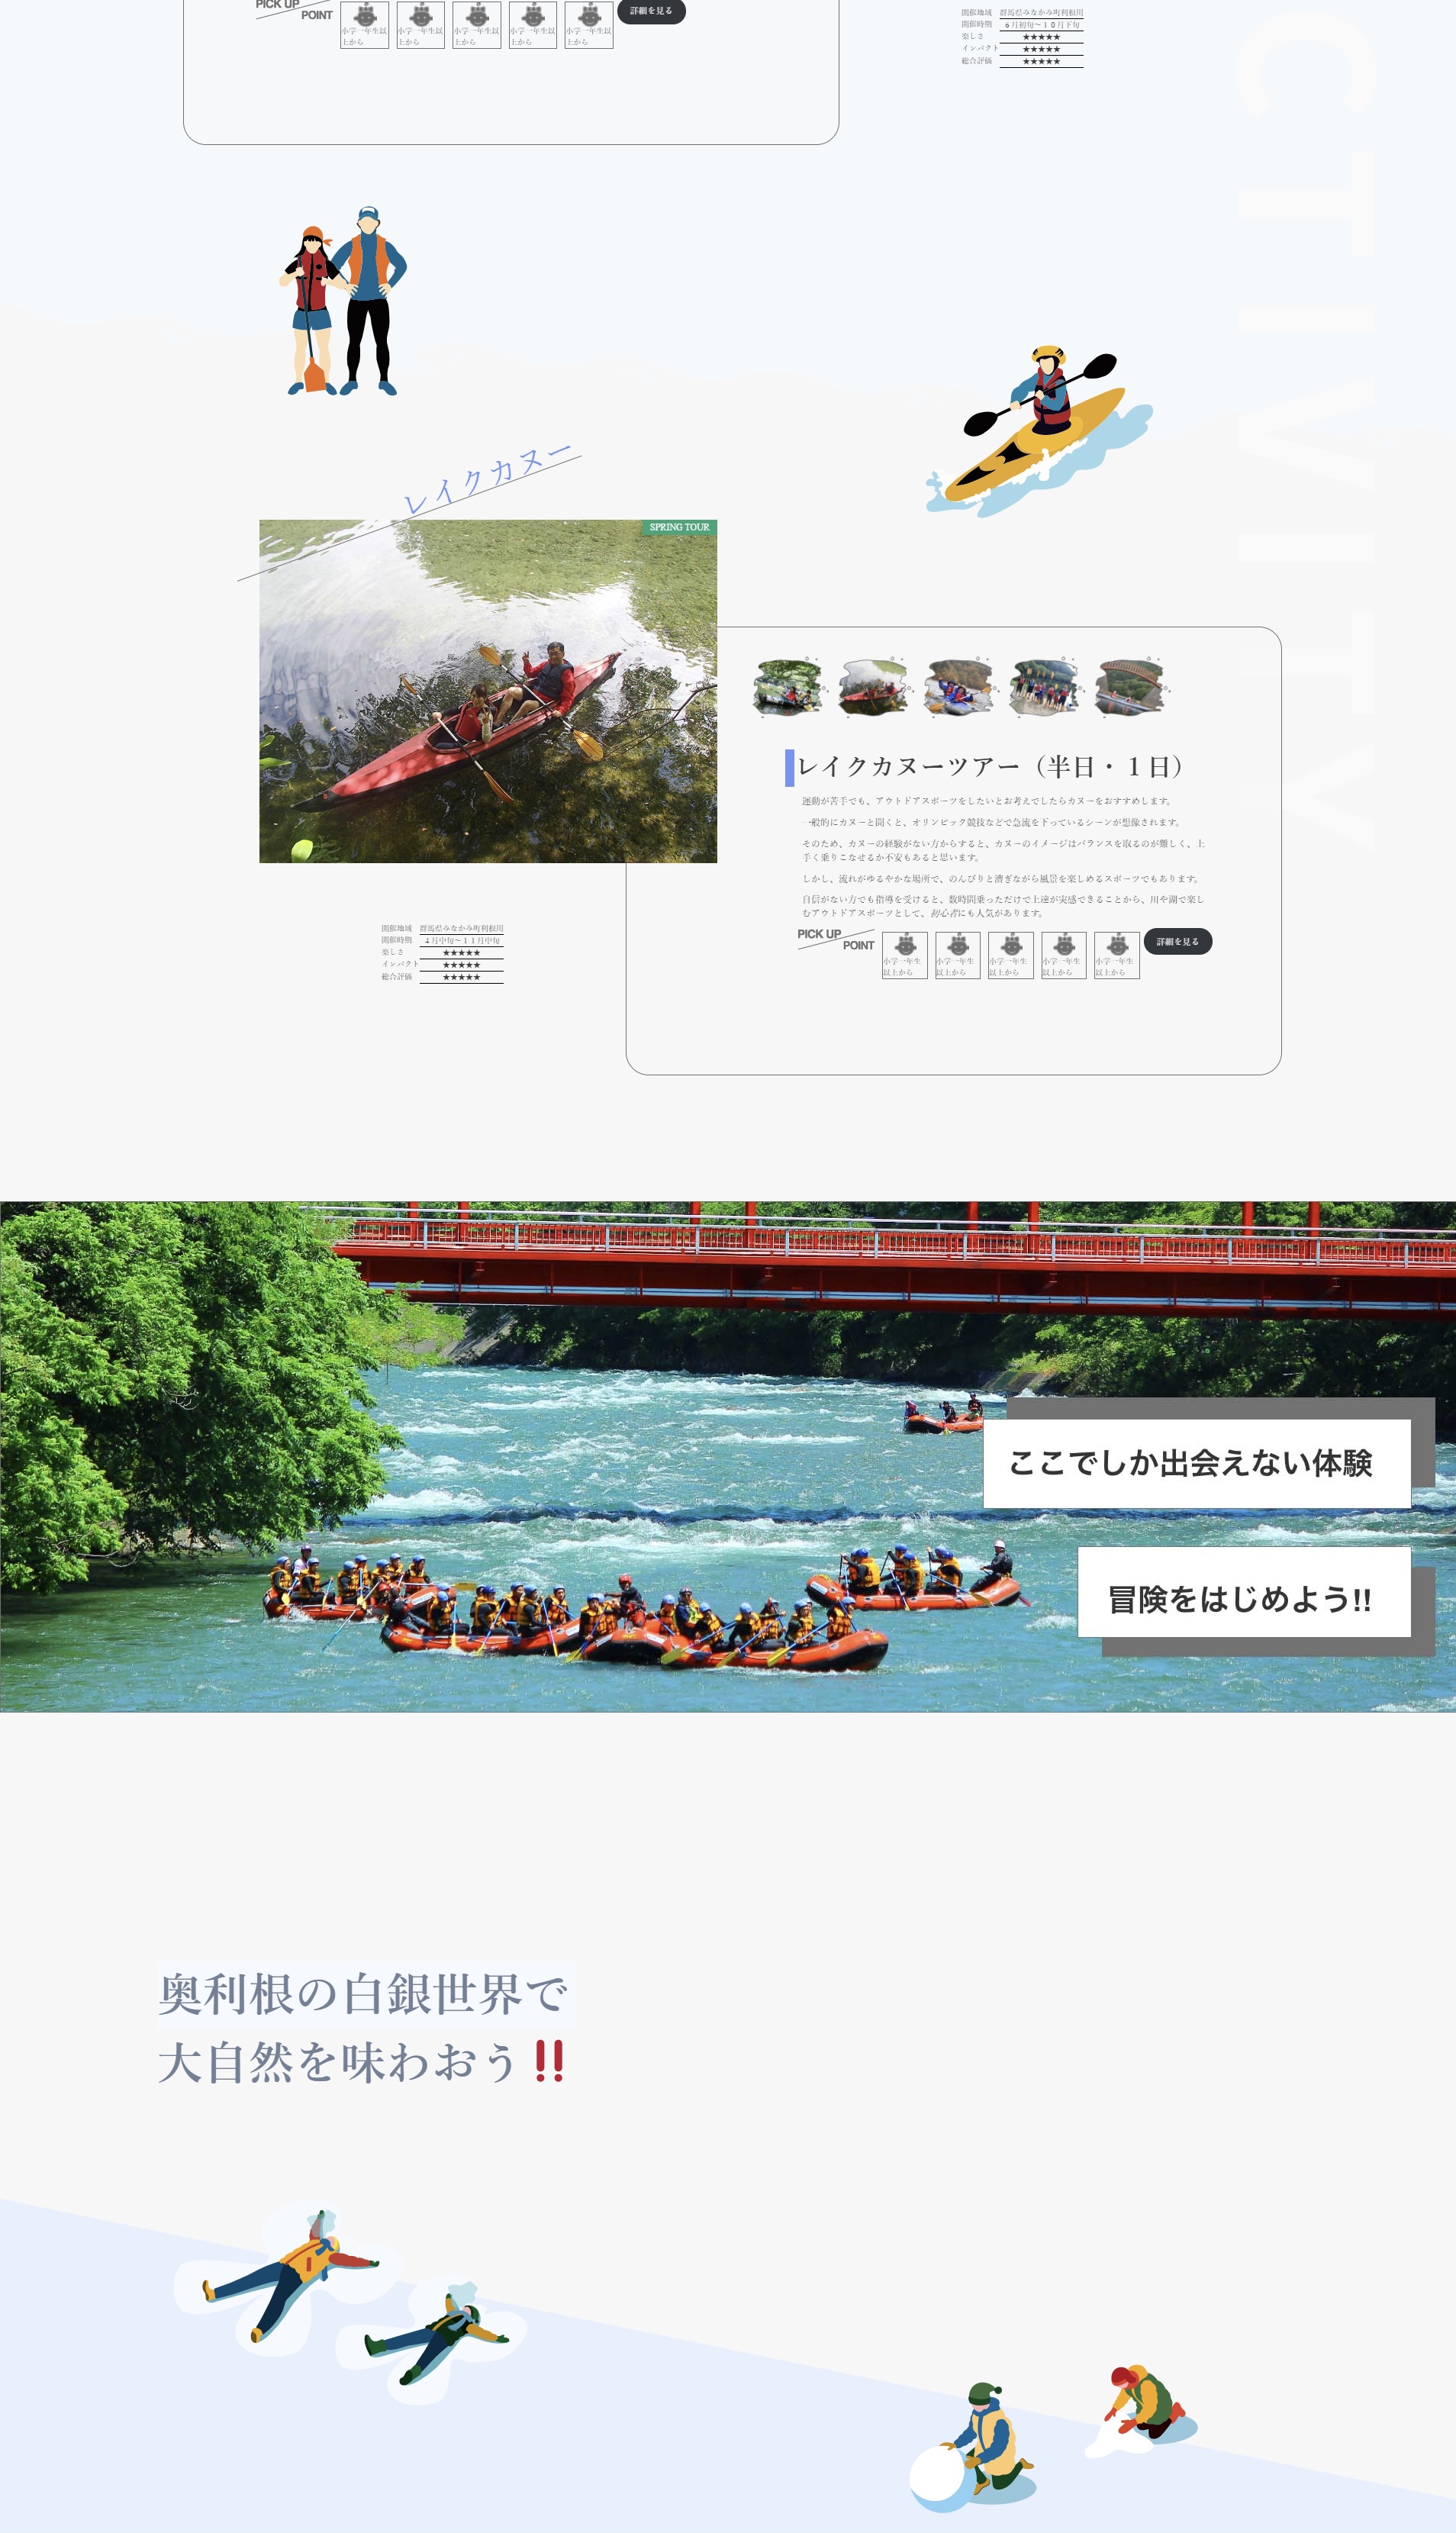 PICK UP
POINT
小学一年生以
上から
小学一年生以
上から
小学一年生以
上から
小学一年生以
上から
小学一年生以
上から
詳細を見る
開催地域 群馬県みなかみ町利根川
開催時期 6月初旬〜10月下旬
楽しさ ★★★★★
インパクト ★★★★★
総合評価 ★★★★★
CTIVITY
レイクカヌー
SPRING TOUR
レイクカヌーツアー（半日・１日）
運動が苦手でも、アウトドアスポーツをしたいとお考えでしたらカヌーをおすすめします。
一般的にカヌーと聞くと、オリンピック競技などで急流を下っているシーンが想像されます。
そのため、カヌーの経験がない方からすると、カヌーのイメージはバランスを取るのが難しく、上
手く乗りこなせるか不安もあると思います。
しかし、流れがゆるやかな場所で、のんびりと漕ぎながら風景を楽しめるスポーツでもあります。
自信がない方でも指導を受けると、数時間乗っただけで上達が実感できることから、川や湖で楽し
むアウトドアスポーツとして、初心者にも人気があります。
PICK UP
POINT
小学一年生
以上から
小学一年生
以上から
小学一年生
以上から
小学一年生
以上から
小学一年生
以上から
詳細を見る
開催地域 群馬県みなかみ町利根川
開催時期 4月中旬〜１１月中旬
楽しさ ★★★★★
インパクト ★★★★★
総合評価 ★★★★★
ここでしか出会えない体験
冒険をはじめよう!!
奥利根の白銀世界で
大自然を味わおう‼